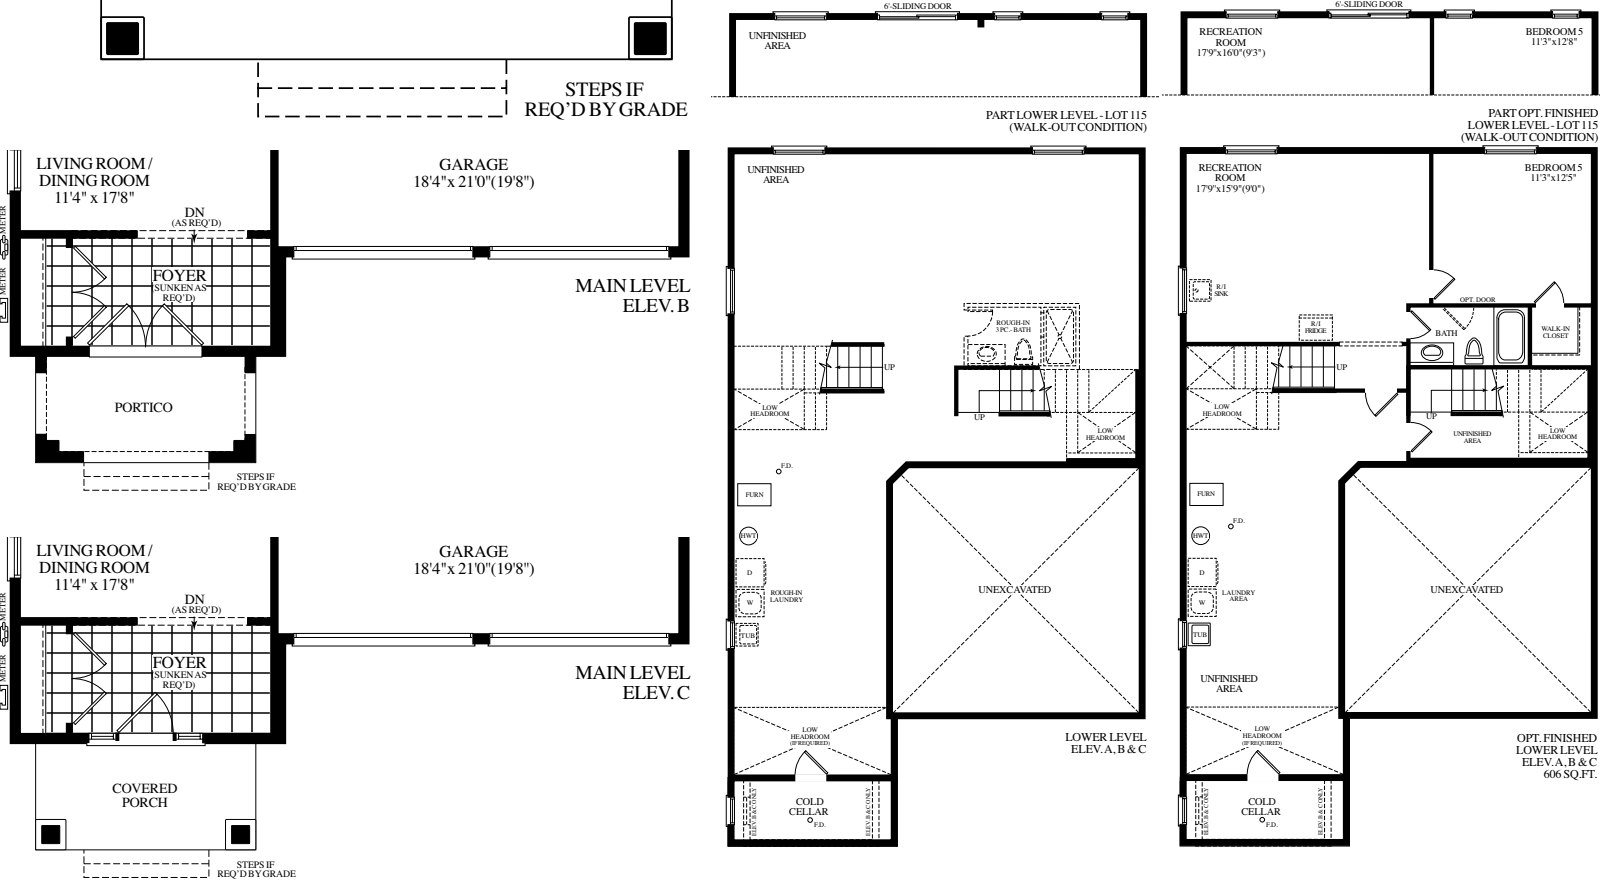 STEPS IF
REQ'D BY GRADE
LIVING ROOM /
DINING ROOM
11'4" x 17'8"
GARAGE
18'4" x 21'0"(19'8")
DN
(AS REQ'D)
METER
METER
FOYER
(SUNKEN AS
REQ'D)
MAIN LEVEL
ELEV. B
PORTICO
STEPS IF
REQ'D BY GRADE
LIVING ROOM /
DINING ROOM
11'4" x 17'8"
GARAGE
18'4" x 21'0"(19'8")
DN
(AS REQ'D)
METER
METER
FOYER
(SUNKEN AS
REQ'D)
MAIN LEVEL
ELEV. C
COVERED
PORCH
STEPS IF
REQ'D BY GRADE
6'-SLIDING DOOR
UNFINISHED
AREA
PART LOWER LEVEL - LOT 115
(WALK-OUT CONDITION)
UNFINISHED
AREA
ROUGH-IN
3 PC.- BATH
UP
UP
LOW
HEADROOM
LOW
HEADROOM
F.D.
FURN
HWT
D
W
ROUGH-IN
LAUNDRY
TUB
UNEXCAVATED
LOW
HEADROOM
(IF REQUIRED)
LOWER LEVEL
ELEV. A, B & C
ELEV. B & C ONLY
COLD
CELLAR
F.D.
ELEV. B & C ONLY
6'-SLIDING DOOR
RECREATION
ROOM
17'9"x16'0"(9'3")
BEDROOM 5
11'3"x12'8"
PART OPT. FINISHED
LOWER LEVEL - LOT 115
(WALK-OUT CONDITION)
RECREATION
ROOM
17'9"x15'9"(9'0")
BEDROOM 5
11'3"x12'5"
R/I
SINK
OPT. DOOR
R/I
FRIDGE
BATH
WALK-IN
CLOSET
UP
UP
LOW
HEADROOM
UNFINISHED
AREA
LOW
HEADROOM
FURN
F.D.
HWT
D
W
LAUNDRY
AREA
TUB
UNEXCAVATED
UNFINISHED
AREA
LOW
HEADROOM
(IF REQUIRED)
OPT. FINISHED
LOWER LEVEL
ELEV. A, B & C
606 SQ.FT.
ELEV. B & C ONLY
COLD
CELLAR
F.D.
ELEV. B & C ONLY